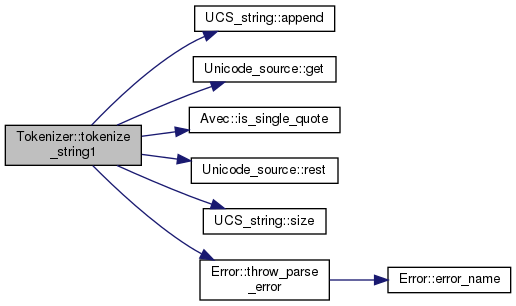 UCS_string::append
Unicode_source::get
Avec::is_single_quote
Tokenizer::tokenize
_string1
Unicode_source::rest
UCS_string::size
Error::throw_parse
_error
Error::error_name